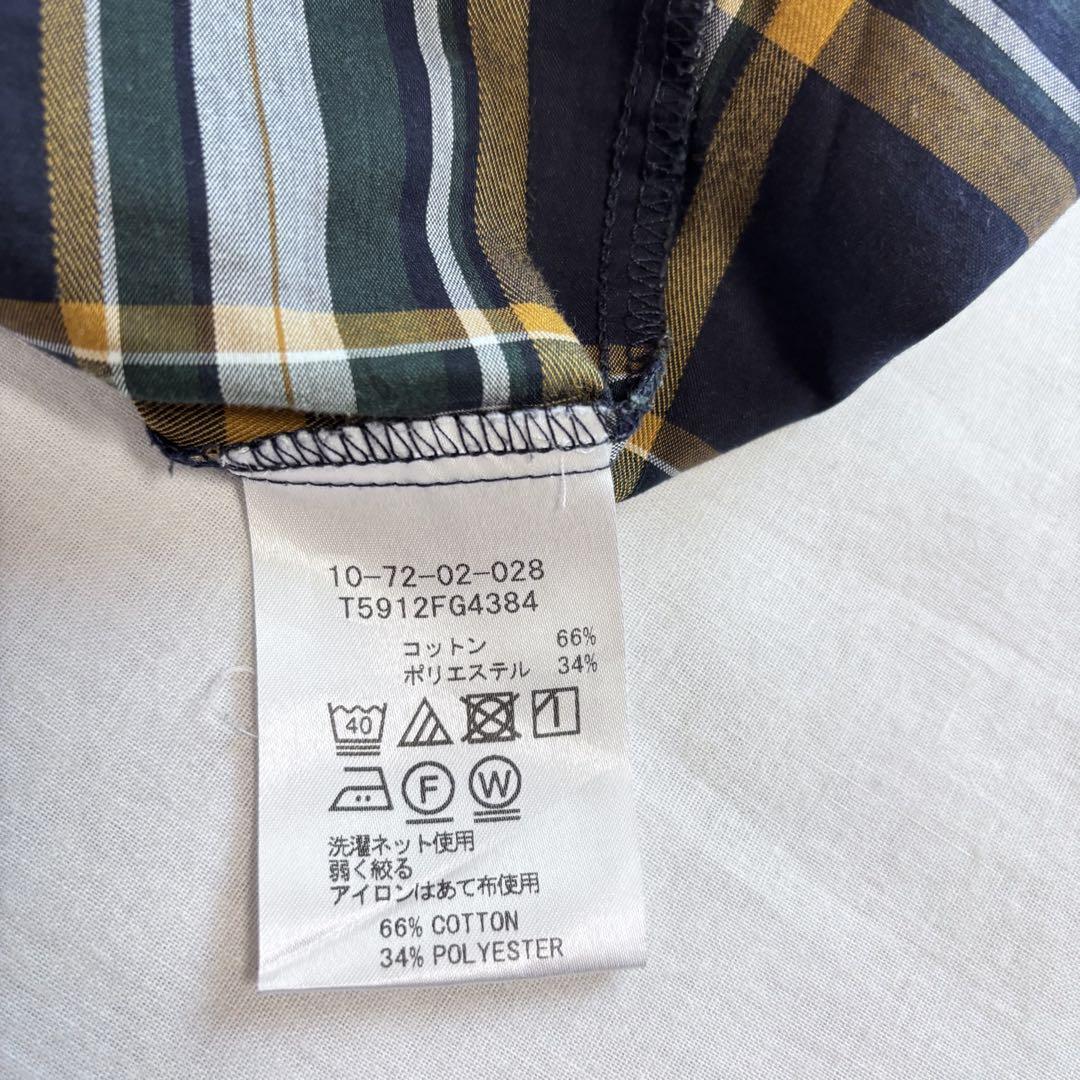 10-72-02-028
T5912FG4384
コットン 66%
ポリエステル 34%
40
F W
洗濯ネット使用
弱く絞る
アイロンはあて布使用
66% COTTON
34% POLYESTER